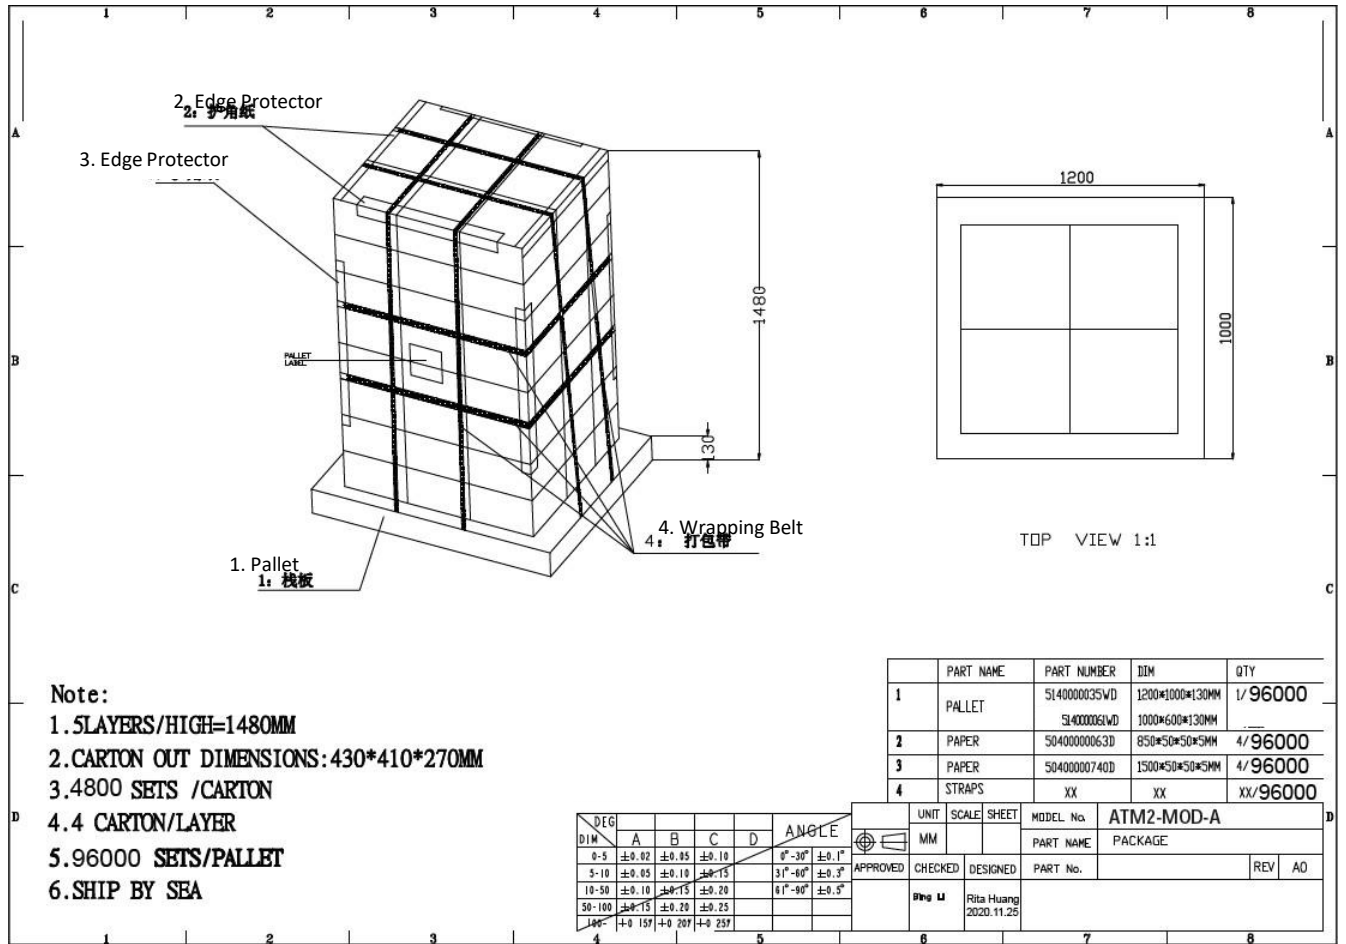 1 2 3 4 5 6 7 8
A A
B B
C C
D D
2. Edge Protector
2: 护角纸
3. Edge Protector
PALLET
LABEL
1480
130
4. Wrapping Belt
4: 打包带
1. Pallet
1: 栈板
1200
1000
TOP VIEW 1:1
Note:
1.5LAYERS/HIGH=1480MM
2.CARTON OUT DIMENSIONS:430*410*270MM
3.4800 SETS /CARTON
4.4 CARTON/LAYER
5.96000 SETS/PALLET
6.SHIP BY SEA
PART NAME PART NUMBER DIM QTY
1 PALLET 5140000035WD 1200*1000*130MM 1/96000
5140000061WD 1000*600*130MM
2 PAPER 50400000063D 850*50*50*5MM 4/96000
3 PAPER 50400000740D 1500*50*50*5MM 4/96000
4 STRAPS XX XX XX/96000
DEG
DIM A B C D ANGLE
0-5 ±0.02 ±0.05 ±0.10 0°-30° ±0.1°
5-10 ±0.05 ±0.10 ±0.15 31°-60° ±0.3°
10-50 ±0.10 ±0.15 ±0.20 61°-90° ±0.5°
50-100 ±0.15 ±0.20 ±0.25
100-
UNIT SCALE SHEET MODEL No. ATM2-MOD-A
MM PART NAME PACKAGE
APPROVED CHECKED DESIGNED PART No. REV A0
Bing Li Rita Huang
2020.11.25
1 2 3 4 5 6 7 8